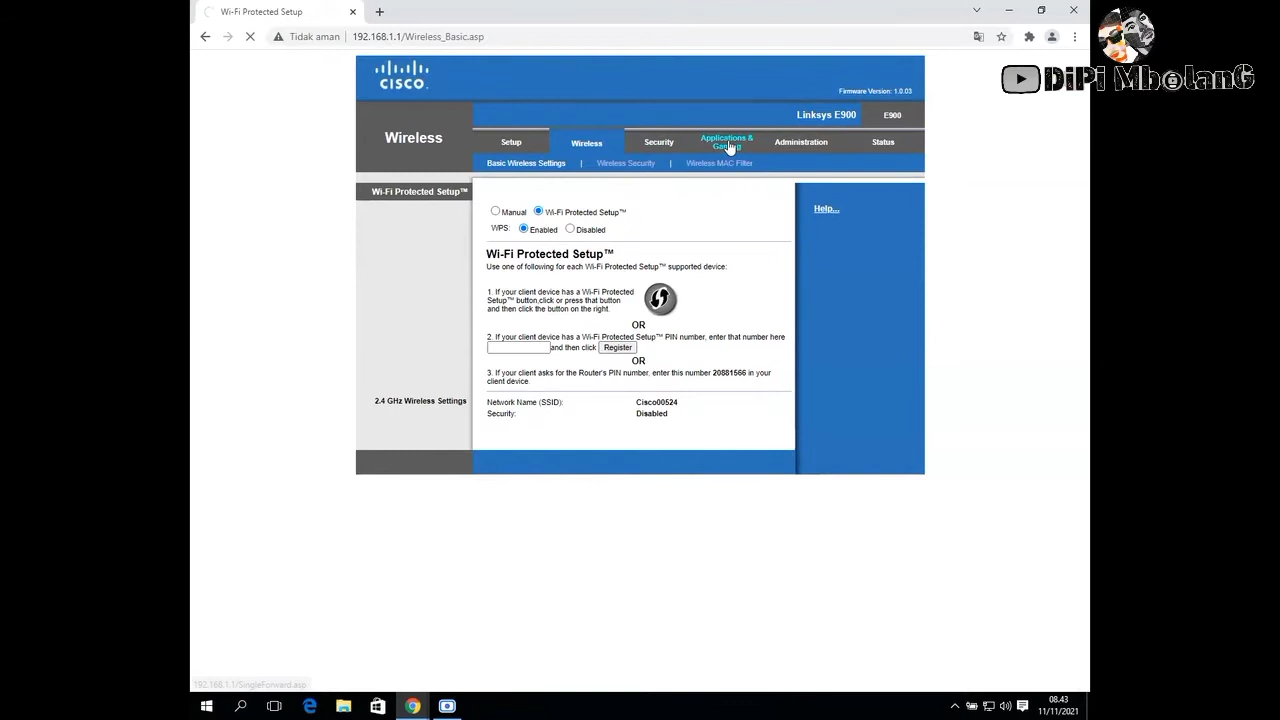 Wi-Fi Protected Setup
Tidak aman
192.168.1.1/Wireless_Basic.asp
DiPi MbolanG
CISCO
Firmware Version: 1.0.03
Linksys E900
E900
Wireless
Setup
Wireless
Security
Applications &
Gaming
Administration
Status
Basic Wireless Settings | Wireless Security | Wireless MAC Filter
Wi-Fi Protected Setup™
Manual Wi-Fi Protected Setup™
Help...
WPS: Enabled Disabled
Wi-Fi Protected Setup™
Use one of following for each Wi-Fi Protected Setup™ supported device:
1. If your client device has a Wi-Fi Protected
Setup™ button,click or press that button
and then click the button on the right.
OR
2. If your client device has a Wi-Fi Protected Setup™ PIN number, enter that number here
and then click Register
OR
3. If your client asks for the Router's PIN number, enter this number 20881566 in your
client device.
2.4 GHz Wireless Settings
Network Name (SSID): Cisco00524
Security: Disabled
192.168.1.1/SingleForward.asp
08.43
11/11/2021